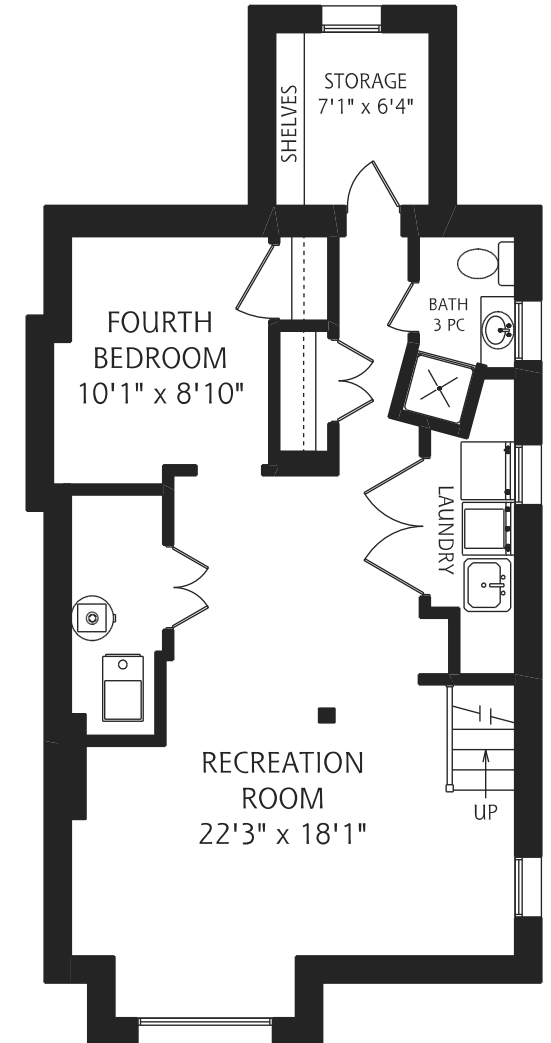 STORAGE
7'1" x 6'4"
SHELVES
FOURTH
BEDROOM
10'1" x 8'10"
BATH
3 PC
LAUNDRY
RECREATION
ROOM
22'3" x 18'1"
UP